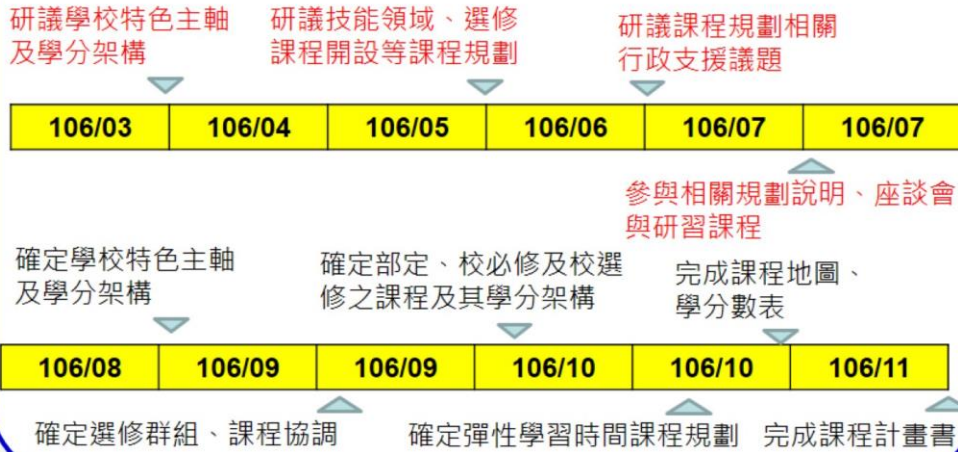 研議學校特色主軸
及學分架構
研議技能領域、選修
課程開設等課程規劃
研議課程規劃相關
行政支援議題
106/03 106/04 106/05 106/06 106/07 106/07
參與相關規劃說明、座談會
與研習課程
確定學校特色主軸
及學分架構
確定部定、校必修及校選
修之課程及其學分架構
完成課程地圖、
學分數表
106/08 106/09 106/09 106/10 106/10 106/11
確定選修群組、課程協調
確定彈性學習時間課程規劃
完成課程計畫書